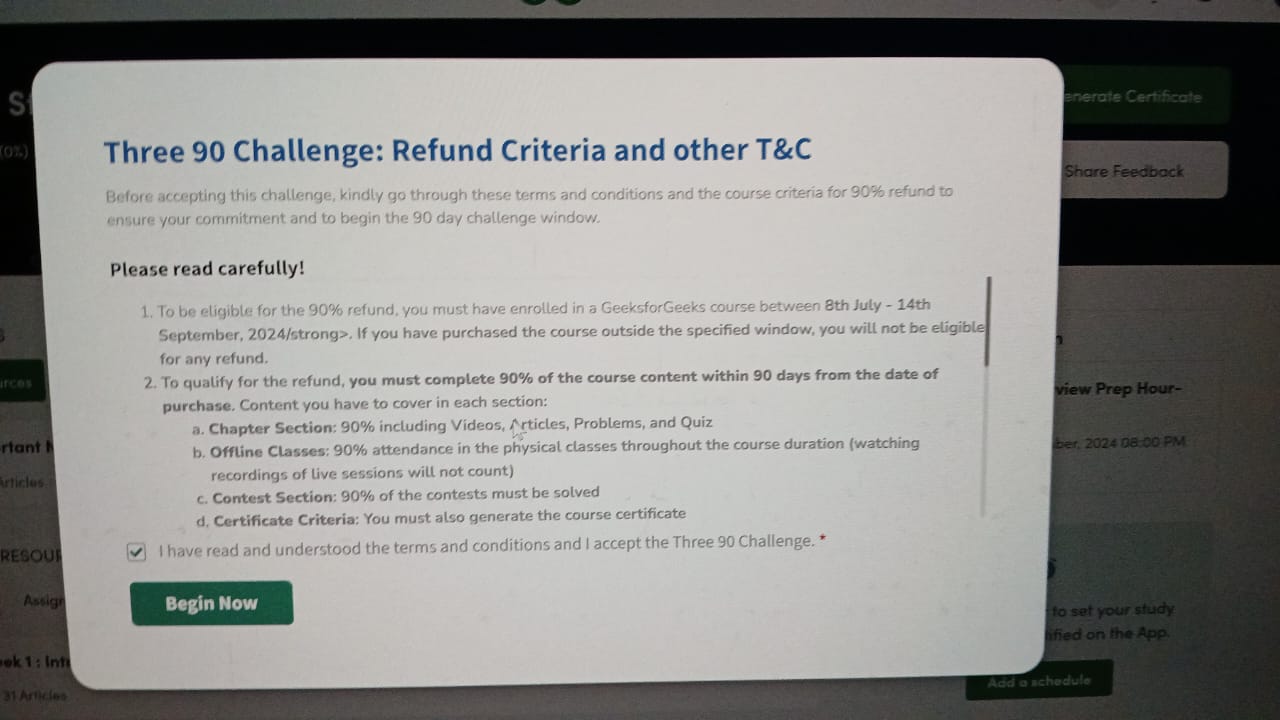 enerate Certificate
(0%)
Share Feedback
Three 90 Challenge: Refund Criteria and other T&C
Before accepting this challenge, kindly go through these terms and conditions and the course criteria for 90% refund to
ensure your commitment and to begin the 90 day challenge window.
Please read carefully!
1. To be eligible for the 90% refund, you must have enrolled in a GeeksforGeeks course between 8th July - 14th
September, 2024/strong>. If you have purchased the course outside the specified window, you will not be eligible
for any refund.
2. To qualify for the refund, you must complete 90% of the course content within 90 days from the date of
purchase. Content you have to cover in each section:
a. Chapter Section: 90% including Videos, Articles, Problems, and Quiz
b. Offline Classes: 90% attendance in the physical classes throughout the course duration (watching
recordings of live sessions will not count)
c. Contest Section: 90% of the contests must be solved
d. Certificate Criteria: You must also generate the course certificate
I have read and understood the terms and conditions and I accept the Three 90 Challenge. *
Begin Now
urces
view Prep Hour-
rtant
ber, 2024 08:00 PM
Articles
RESOUR
Assign
to set your study
ified on the App.
ek 1 : Int
31 Articles
Add a schedule